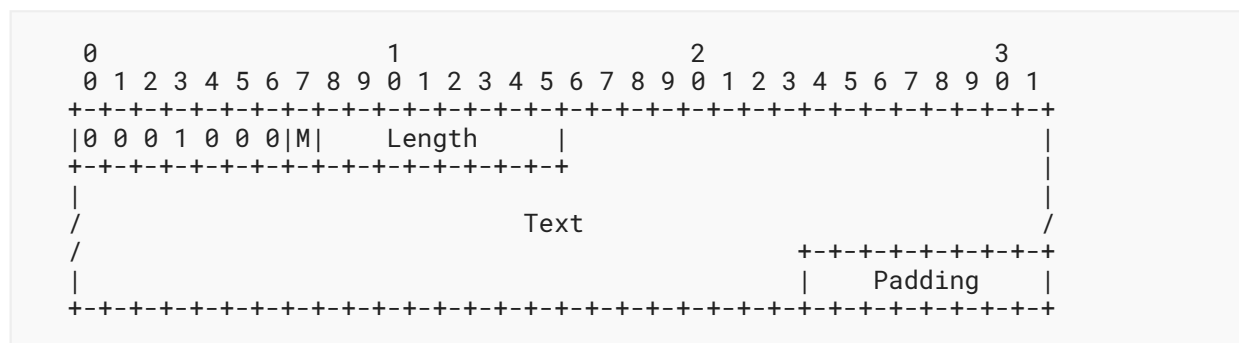 0                   1                   2                   3
 0 1 2 3 4 5 6 7 8 9 0 1 2 3 4 5 6 7 8 9 0 1 2 3 4 5 6 7 8 9 0 1
+-+-+-+-+-+-+-+-+-+-+-+-+-+-+-+-+-+-+-+-+-+-+-+-+-+-+-+-+-+-+-+-+
|0 0 0 1 0 0 0|M|    Length     |                               |
+-+-+-+-+-+-+-+-+-+-+-+-+-+-+-+-+                               |
|                                                               |
/                             Text                              /
/                                               +-+-+-+-+-+-+-+-+
|                                               |    Padding    |
+-+-+-+-+-+-+-+-+-+-+-+-+-+-+-+-+-+-+-+-+-+-+-+-+-+-+-+-+-+-+-+-+